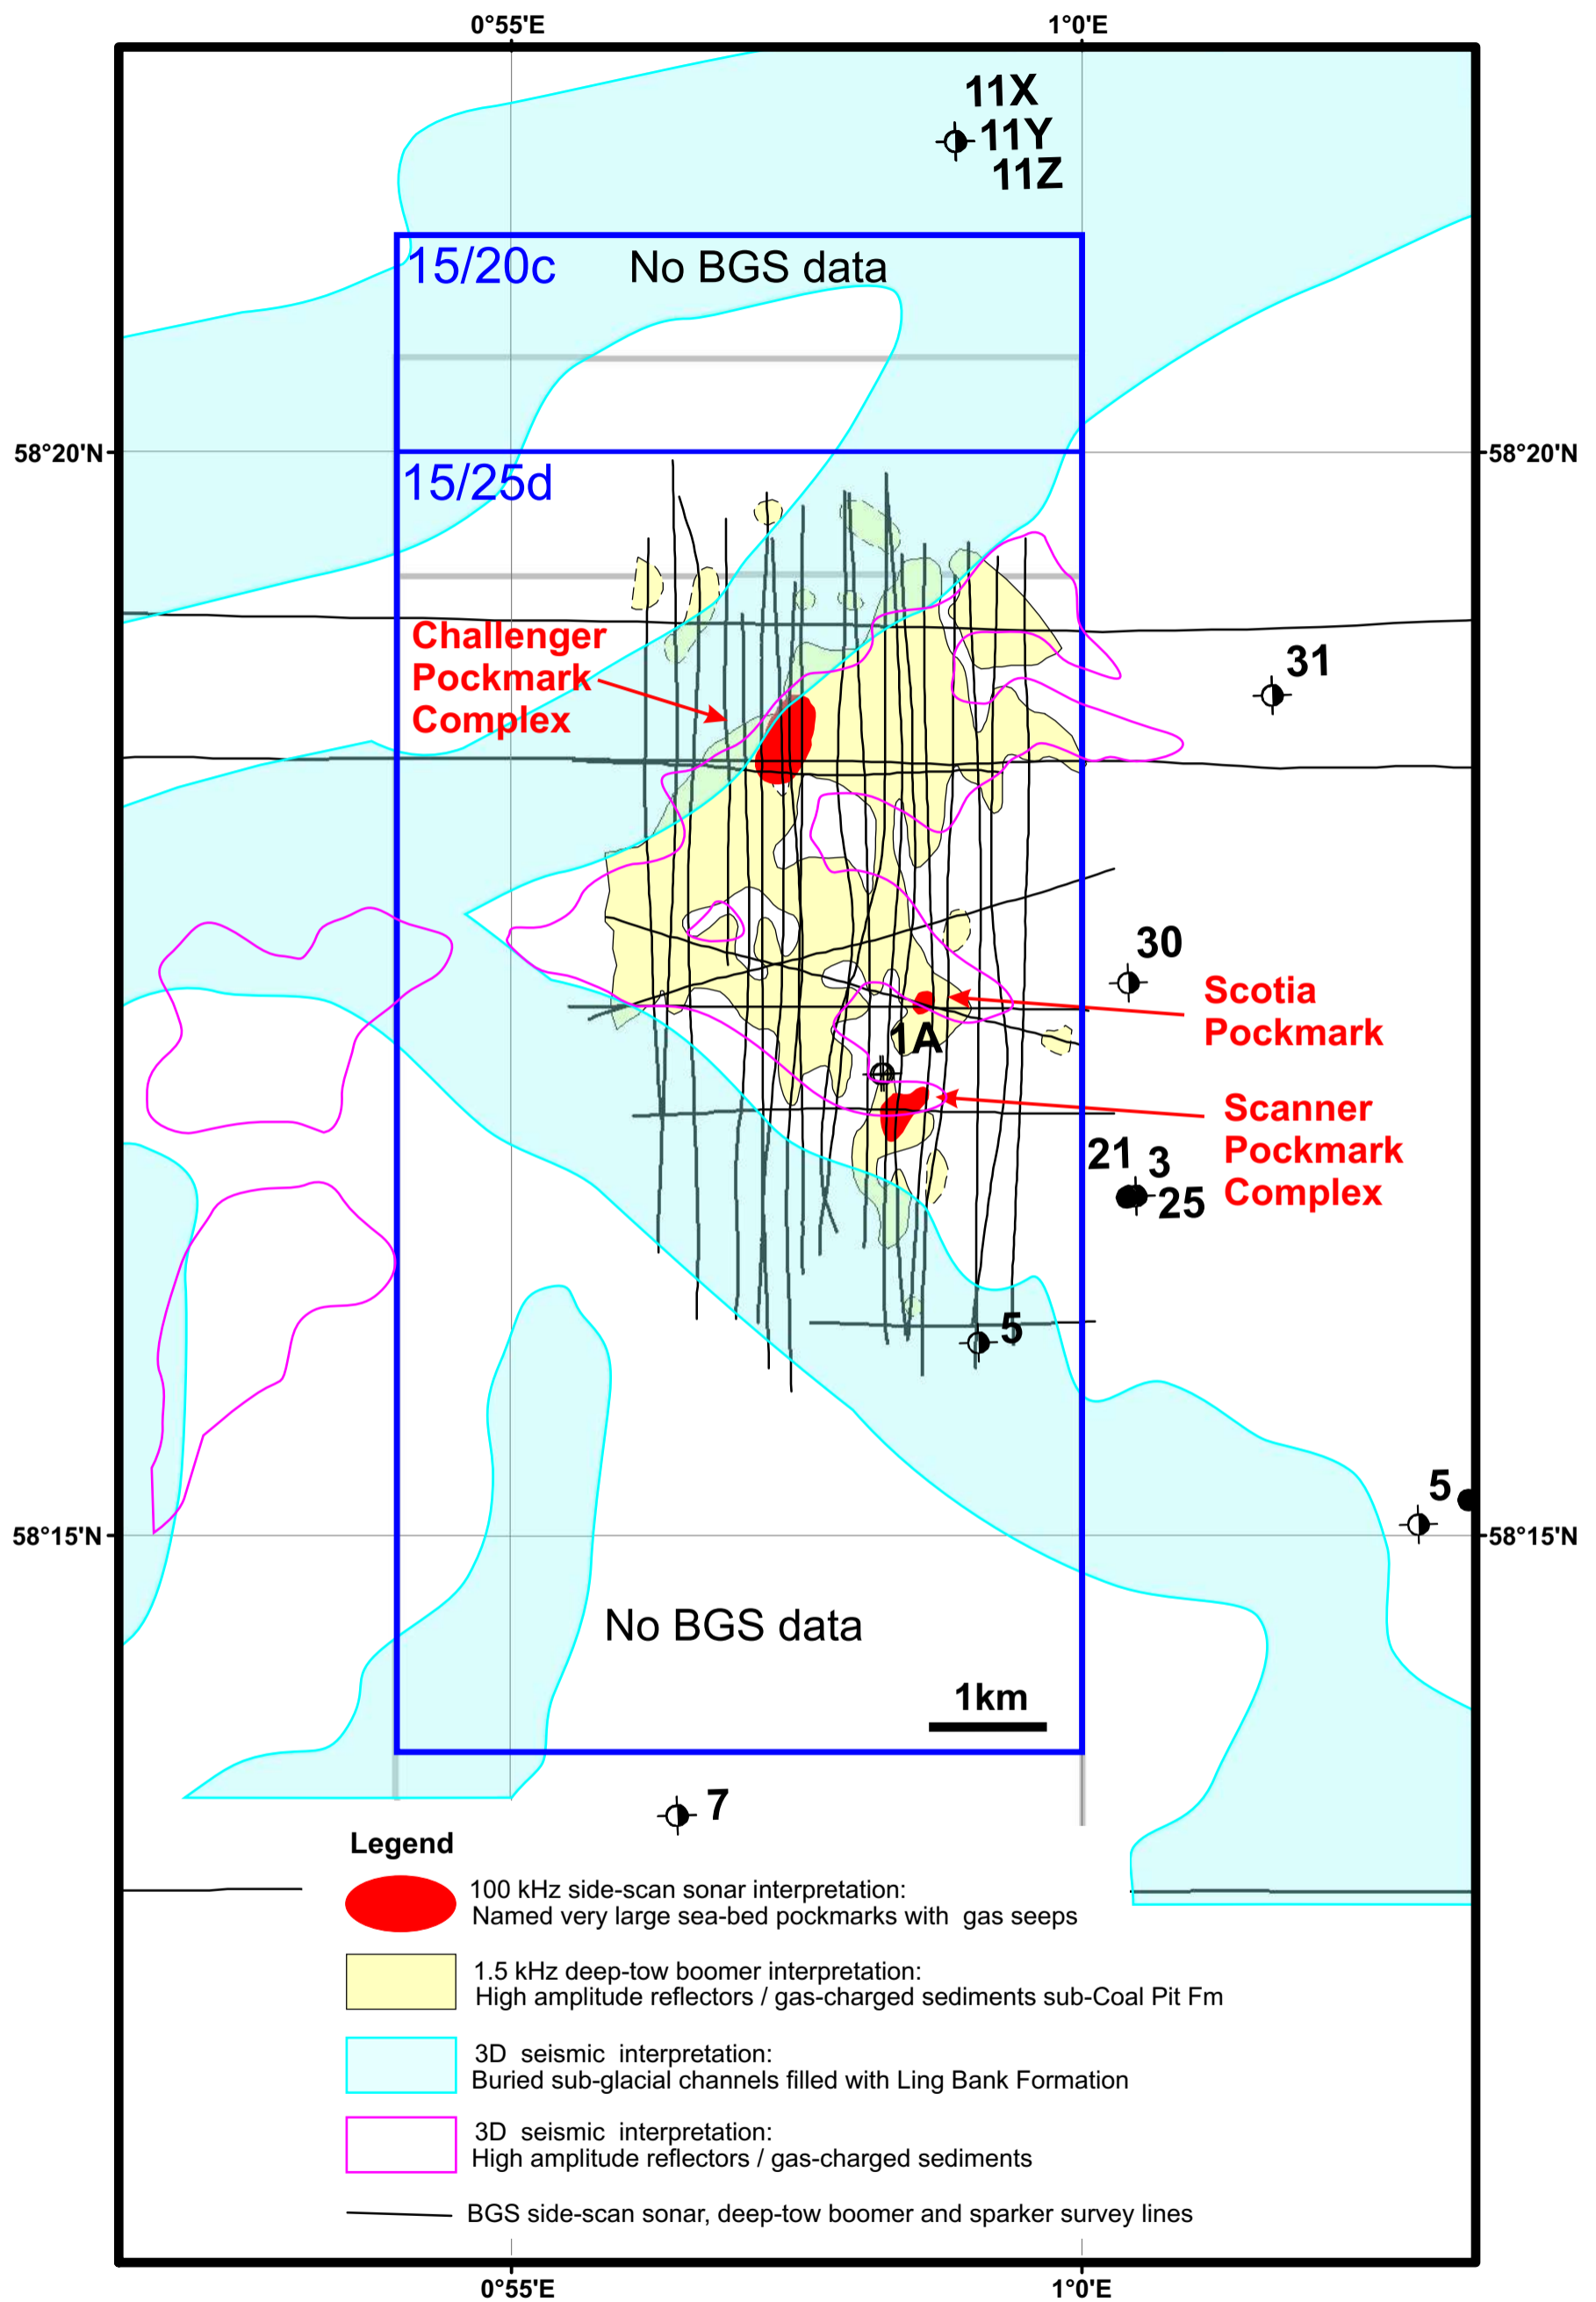 0°55'E
1°0'E
11X
11Y
11Z
15/20c
No BGS data
58°20'N
58°20'N
15/25d
Challenger
Pockmark
Complex
31
30
Scotia
Pockmark
1A
Scanner
Pockmark
Complex
21
3
25
5
5
58°15'N
58°15'N
No BGS data
1km
7
Legend
100 kHz side-scan sonar interpretation:
Named very large sea-bed pockmarks with gas seeps
1.5 kHz deep-tow boomer interpretation:
High amplitude reflectors / gas-charged sediments sub-Coal Pit Fm
3D seismic interpretation:
Buried sub-glacial channels filled with Ling Bank Formation
3D seismic interpretation:
High amplitude reflectors / gas-charged sediments
BGS side-scan sonar, deep-tow boomer and sparker survey lines
0°55'E
1°0'E